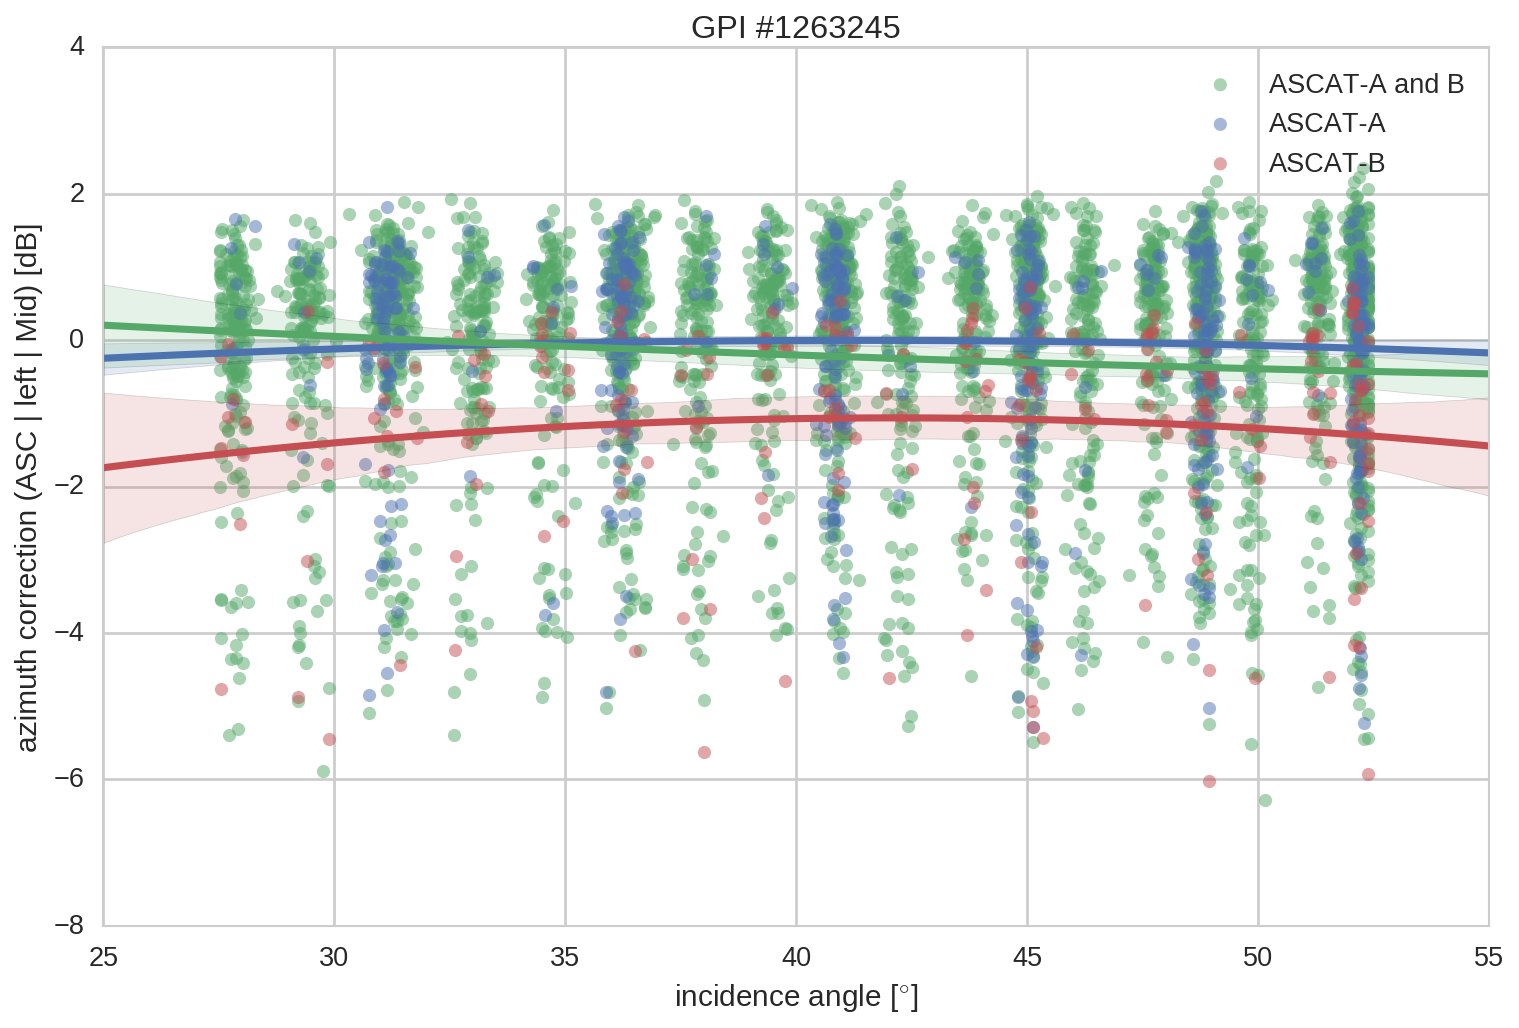 GPI #1263245
ASCAT-A and B
ASCAT-A
ASCAT-B
azimuth correction (ASC | left | Mid) [dB]
4
2
0
−2
−4
−6
−8
25 30 35 40 45 50 55
incidence angle [°]